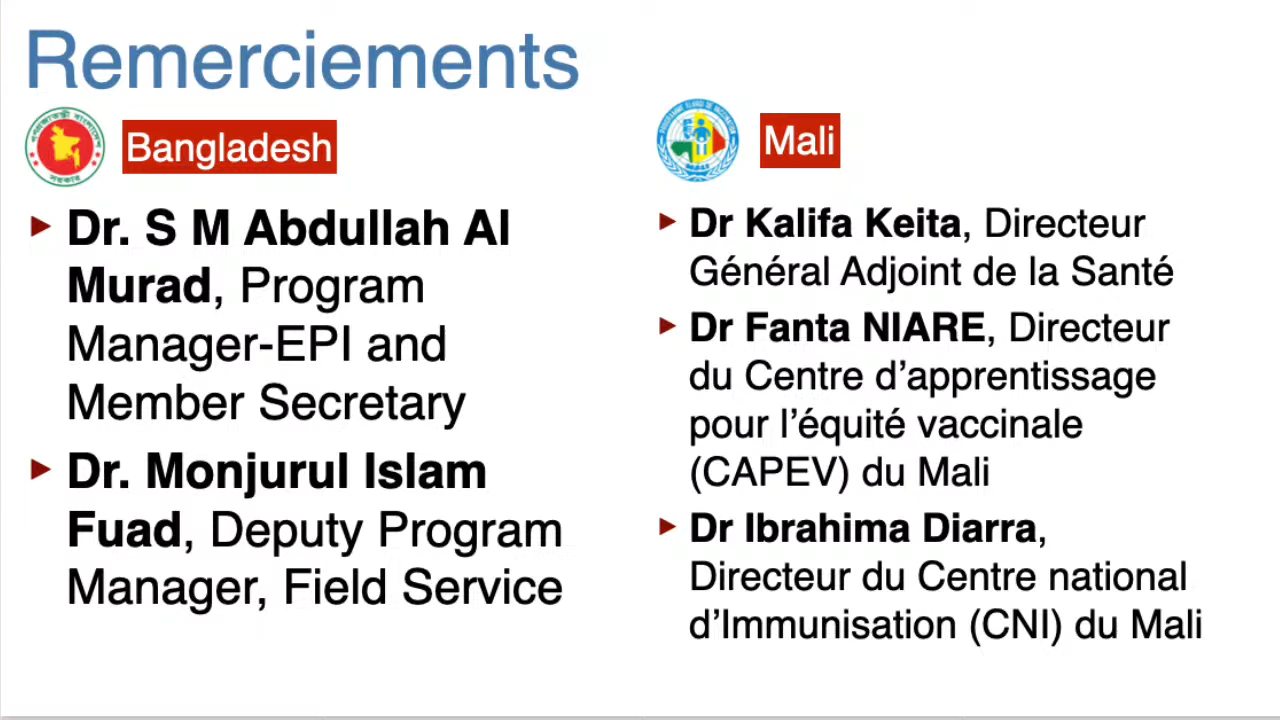 Remerciements
Bangladesh
Dr. S M Abdullah Al
Murad, Program
Manager-EPI and
Member Secretary
Dr. Monjurul Islam
Fuad, Deputy Program
Manager, Field Service
Mali
Dr Kalifa Keita, Directeur
Général Adjoint de la Santé
Dr Fanta NIARE, Directeur
du Centre d’apprentissage
pour l’équité vaccinale
(CAPEV) du Mali
Dr Ibrahima Diarra,
Directeur du Centre national
d’Immunisation (CNI) du Mali